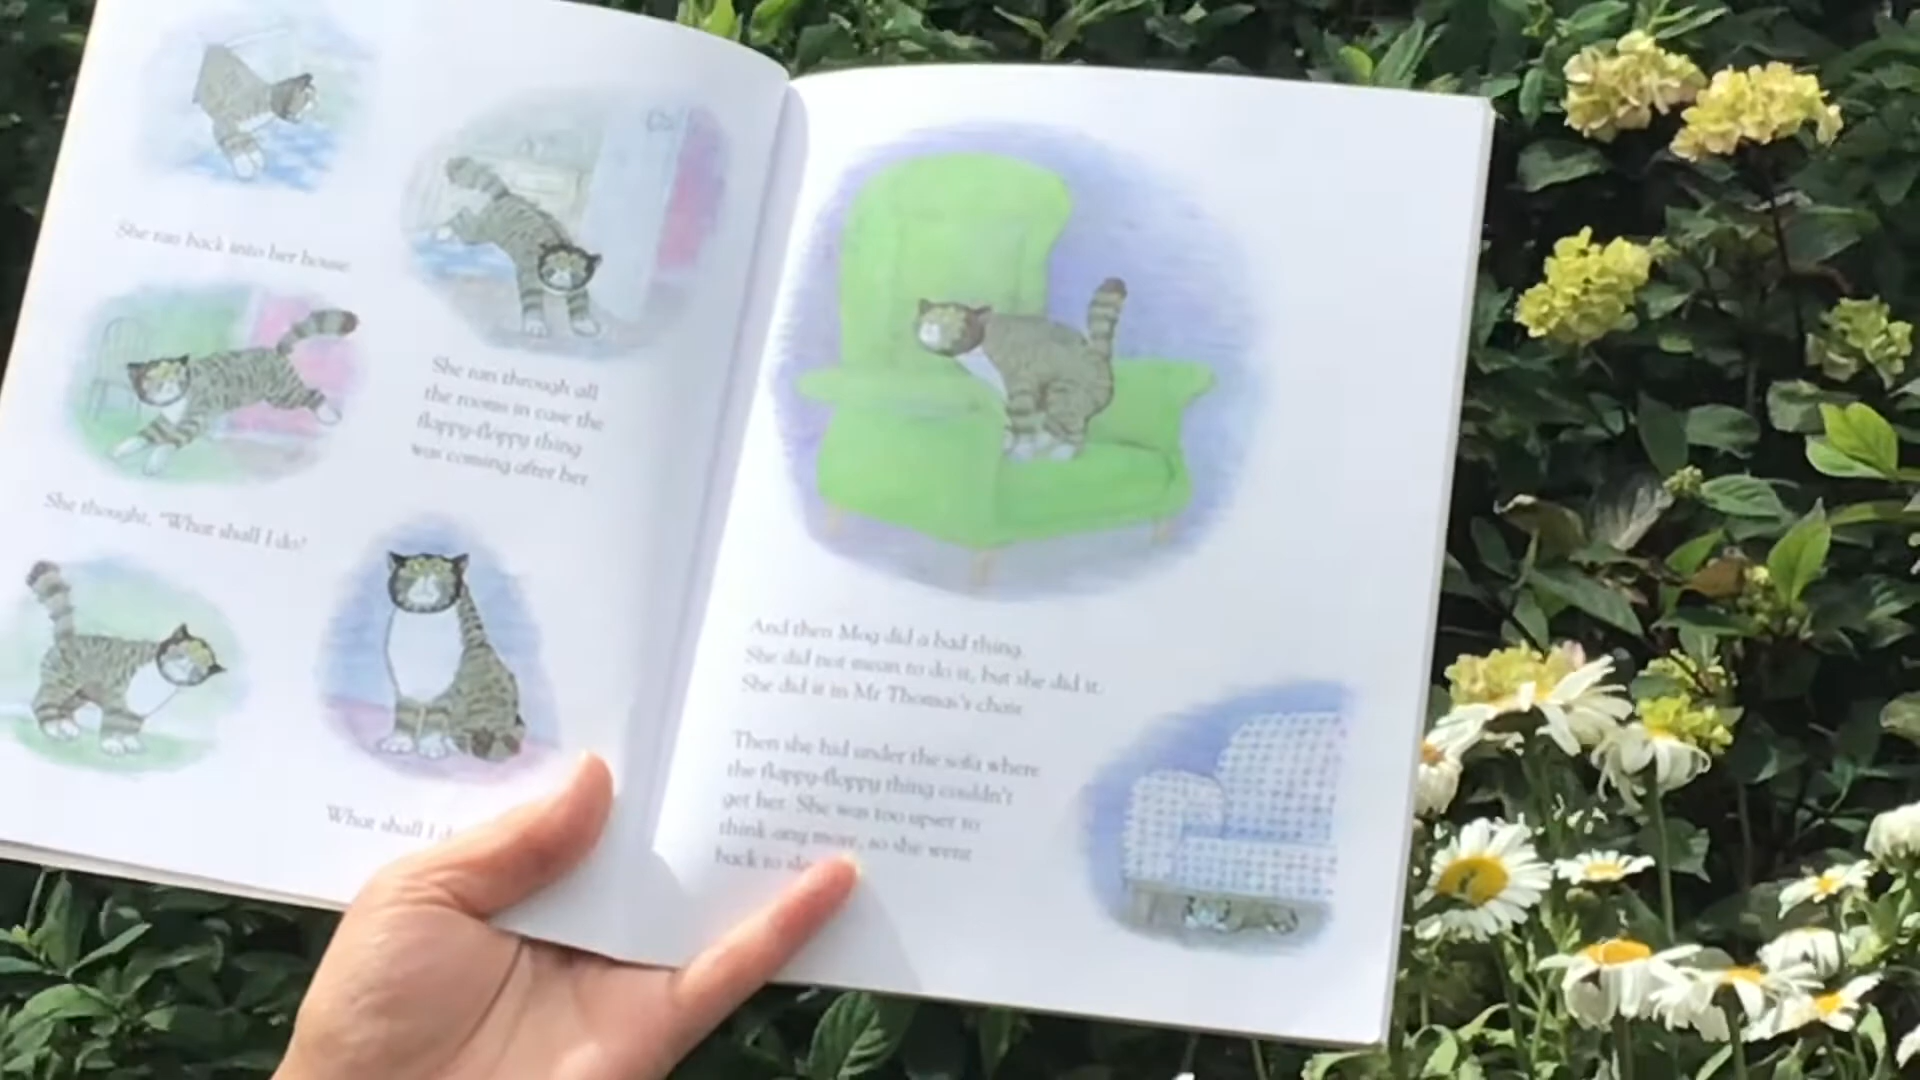 She ran back into her house
She ran through all
the rooms in case the
flappy-floppy thing
was coming after her
She thought, "What shall I do?
What shall I
And then Mog did a bad thing.
She did not mean to do it, but she did it.
She did it in Mr Thomas's chair
Then she hid under the sofa where
the flappy-floppy thing couldn't
get her. She was too upset to
think any more, so she went
back to